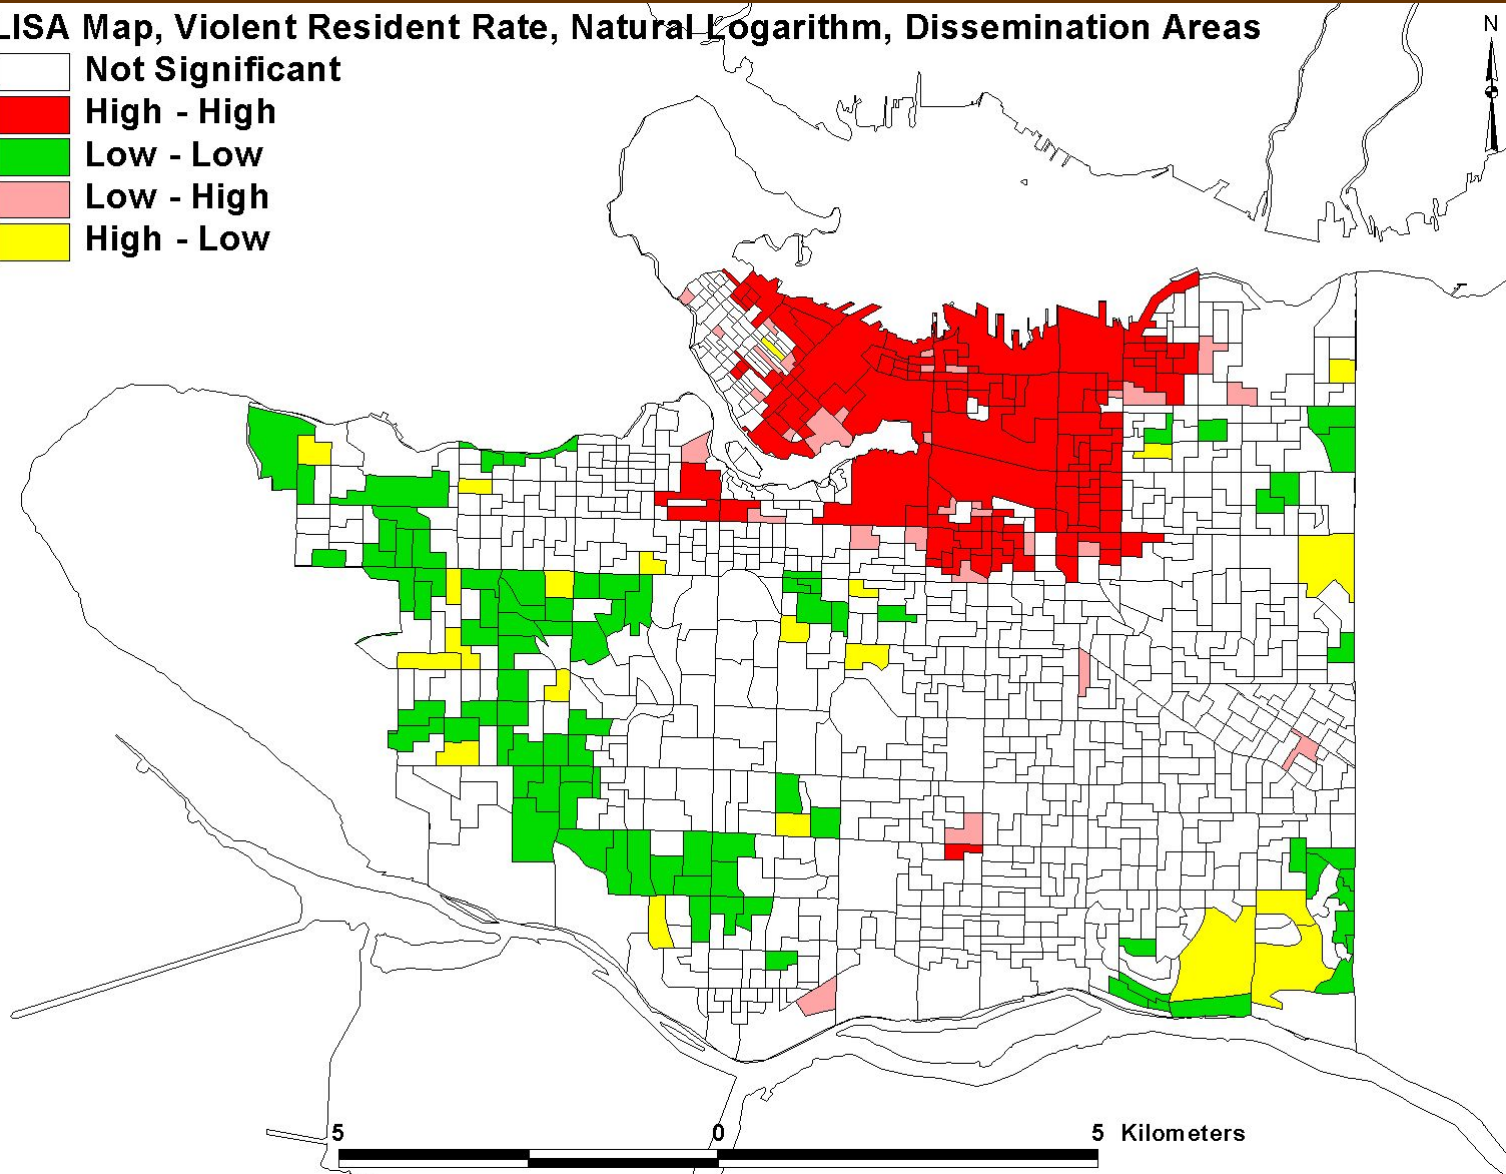 LISA Map, Violent Resident Rate, Natural Logarithm, Dissemination Areas
N
Not Significant
High - High
Low - Low
Low - High
High - Low
5 0 5 Kilometers